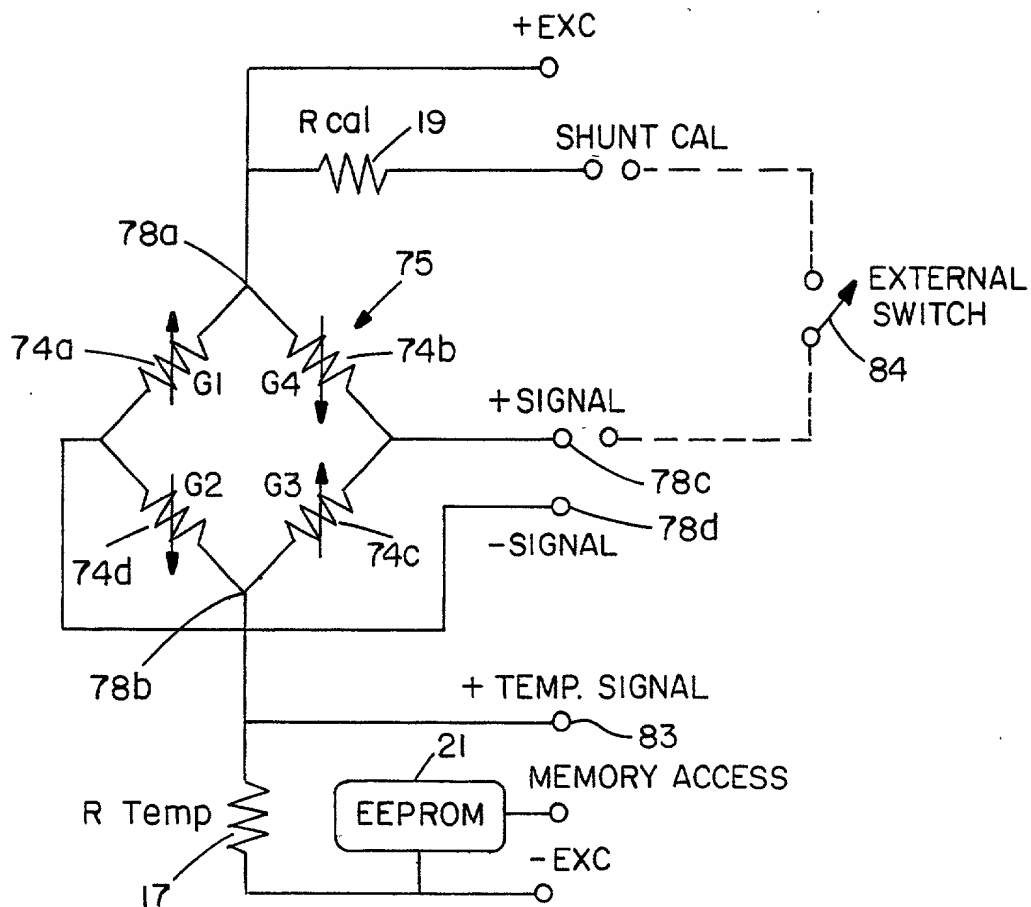 +EXC
R cal
19
SHUNT CAL
78a
75
EXTERNAL
SWITCH
74a
G1
G4
74b
84
+SIGNAL
G2
G3
78c
78d
-SIGNAL
74d
74c
78b
+ TEMP. SIGNAL
83
21
MEMORY ACCESS
R Temp
EEPROM
-EXC
17